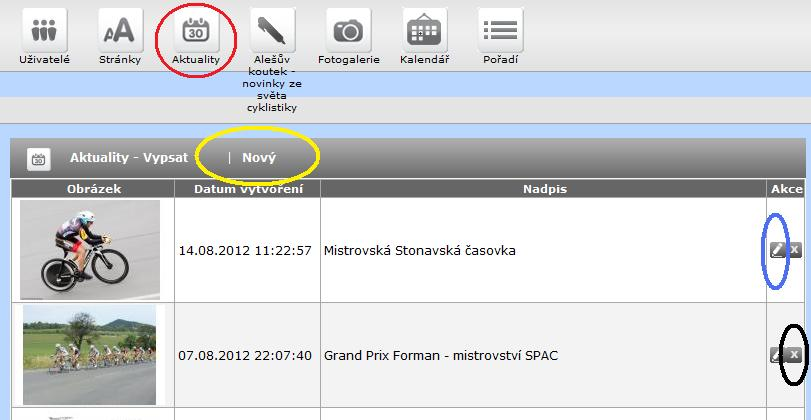 Uživatelé
Stránky
30
Aktuality
Alešův
koutek -
novinky ze
světa
cyklistiky
Fotogalerie
Kalendář
Pořadí
30 Aktuality - Vypsat | Nový
Obrázek Datum vytvoření Nadpis Akce
14.08.2012 11:22:57 Mistrovská Stonavská časovka
07.08.2012 22:07:40 Grand Prix Forman - mistrovství SPAC